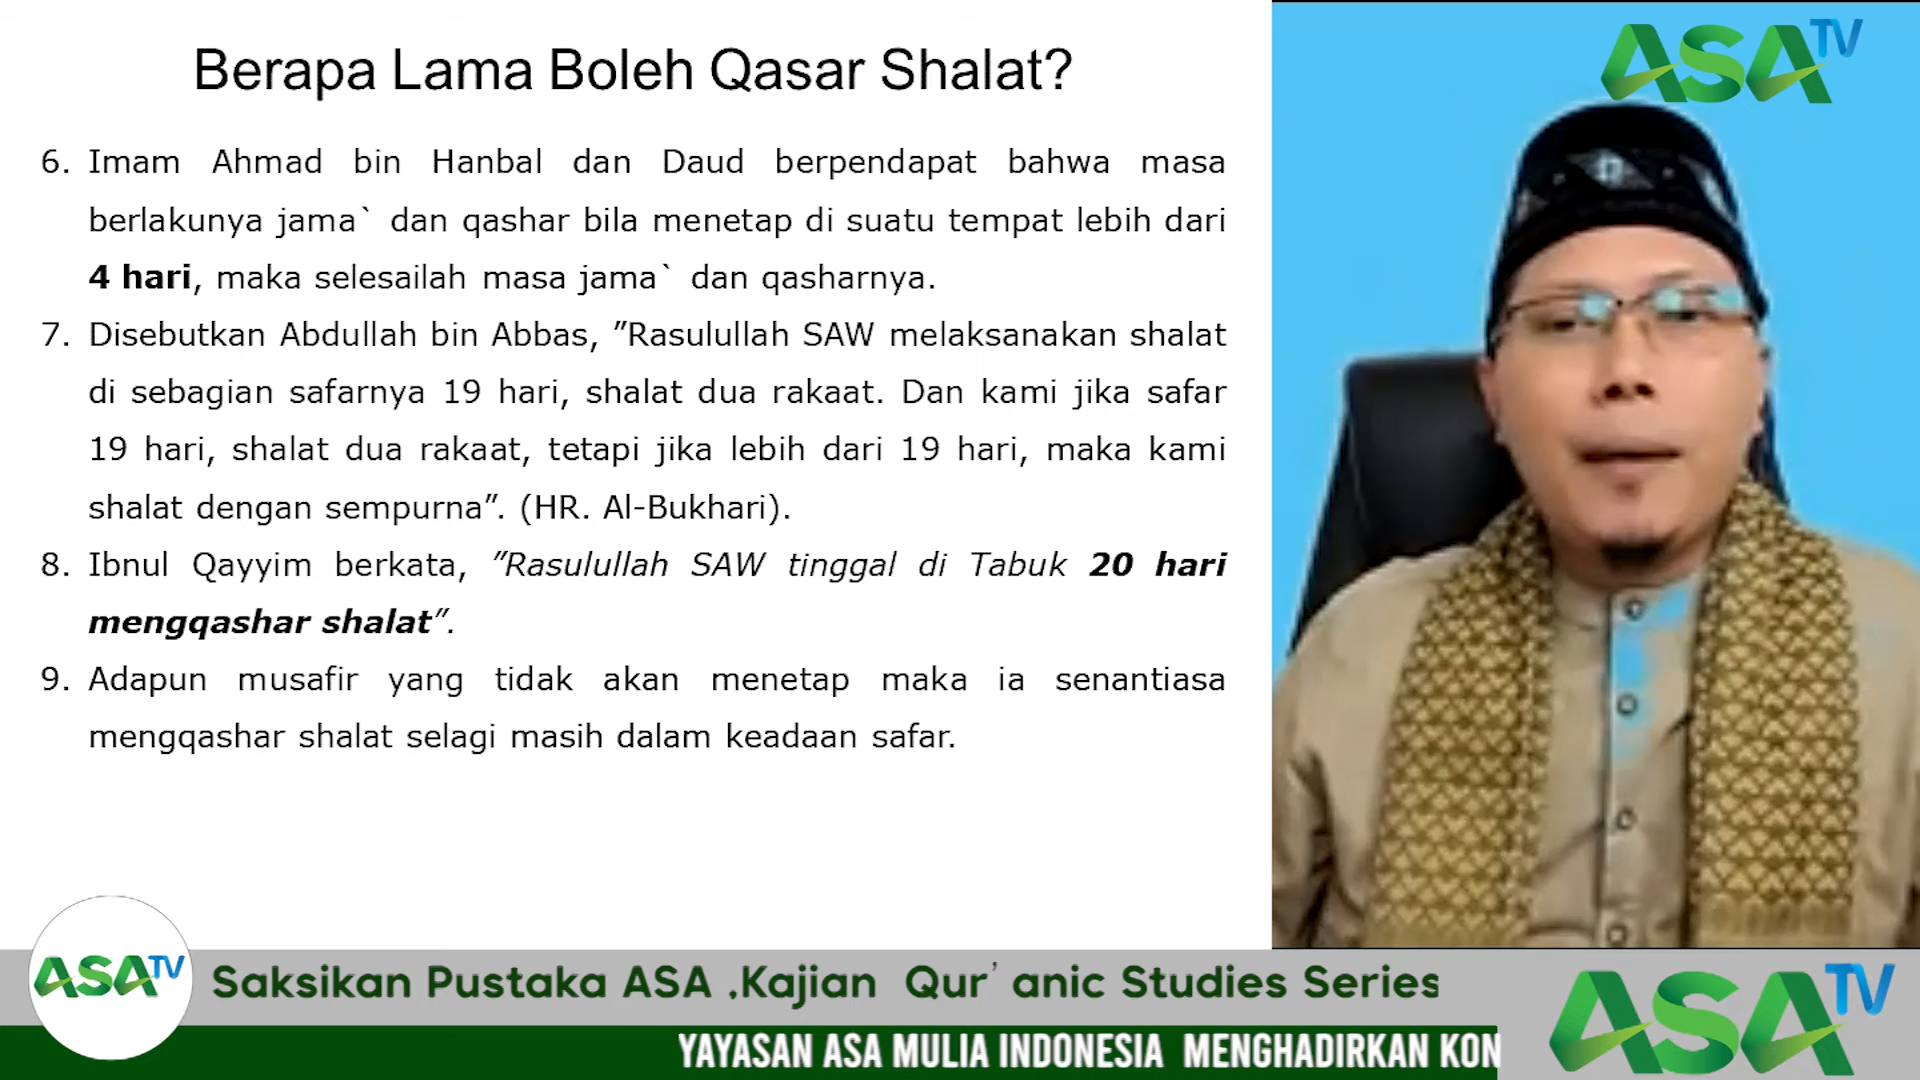 Berapa Lama Boleh Qasar Shalat?
6. Imam Ahmad bin Hanbal dan Daud berpendapat bahwa masa
berlakunya jama` dan qashar bila menetap di suatu tempat lebih dari
4 hari, maka selesailah masa jama` dan qasharnya.
7. Disebutkan Abdullah bin Abbas, ”Rasulullah SAW melaksanakan shalat
di sebagian safarnya 19 hari, shalat dua rakaat. Dan kami jika safar
19 hari, shalat dua rakaat, tetapi jika lebih dari 19 hari, maka kami
shalat dengan sempurna”. (HR. Al-Bukhari).
8. Ibnul Qayyim berkata, ”Rasulullah SAW tinggal di Tabuk 20 hari
mengqashar shalat”.
9. Adapun musafir yang tidak akan menetap maka ia senantiasa
mengqashar shalat selagi masih dalam keadaan safar.
ASA TV
ASA TV
Saksikan Pustaka ASA ,Kajian Qur’ anic Studies Series
YAYASAN ASA MULIA INDONESIA MENGHADIRKAN KON
ASA TV